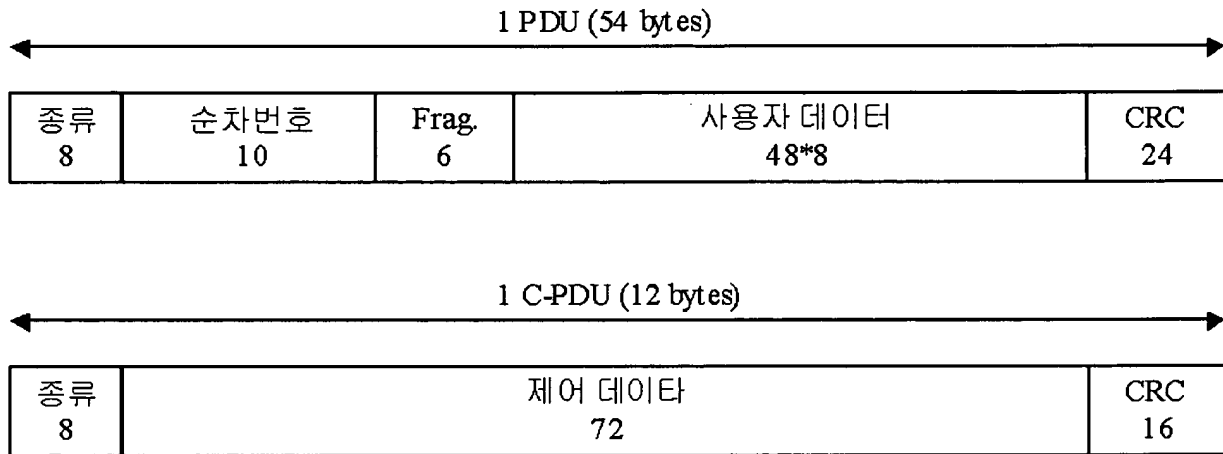 1 PDU (54 bytes)
종류 순차번호 Frag. 사용자 데이터 CRC
8 10 6 48*8 24
1 C-PDU (12 bytes)
종류 제어 데이타 CRC
8 72 16